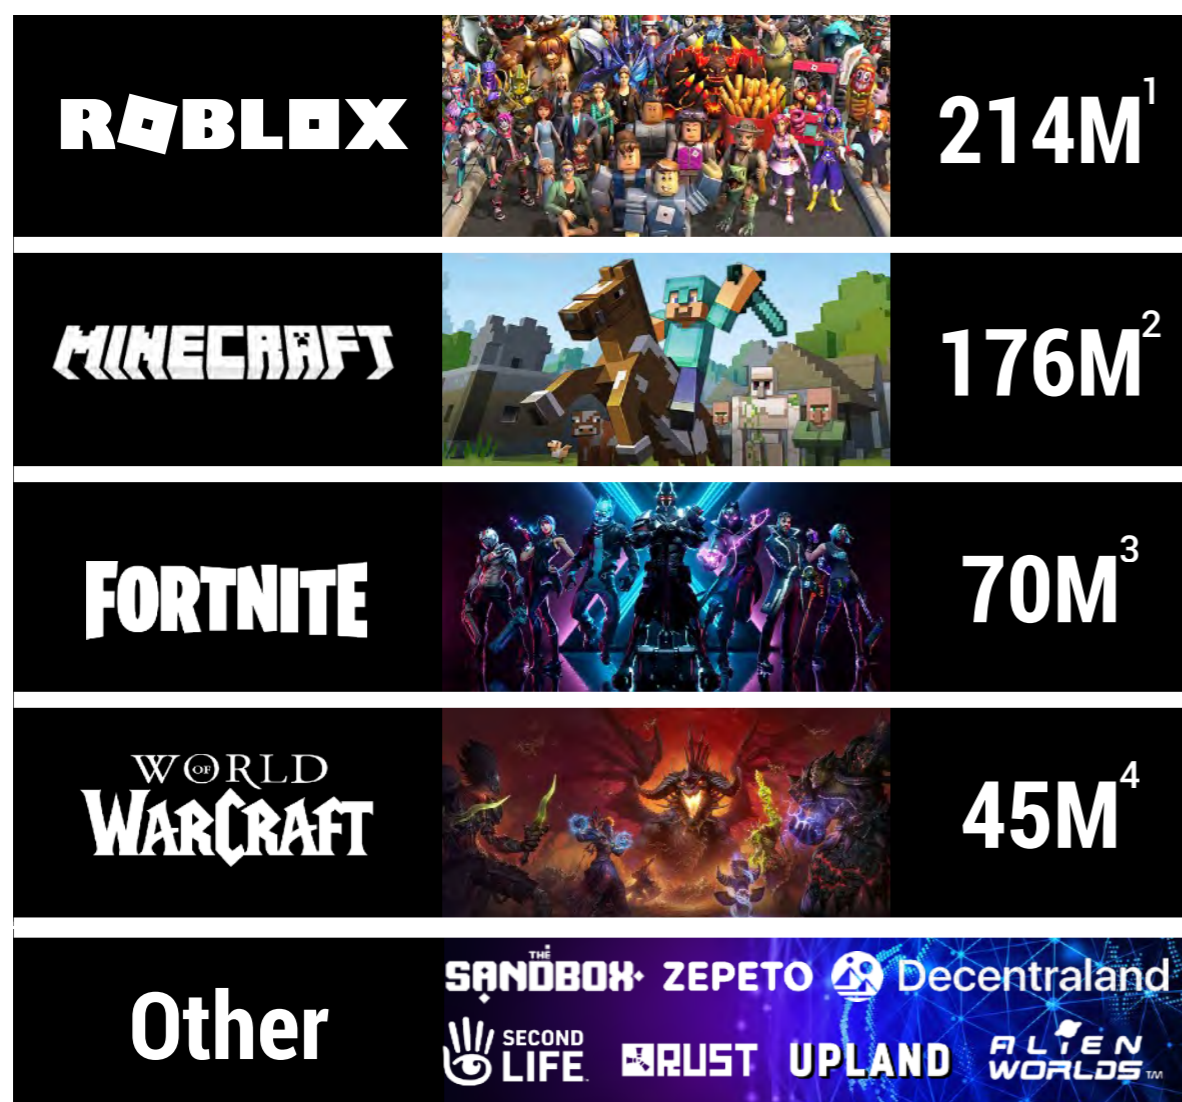 ROBLOX
214M¹
MINECRAFT
176M²
FORTNITE
70M³
WORLD OF
WARCRAFT
45M⁴
Other
THE
SANDBOX
ZEPETO
Decentraland
SECOND
LIFE
RUST
UPLAND
ALIEN
WORLDS™